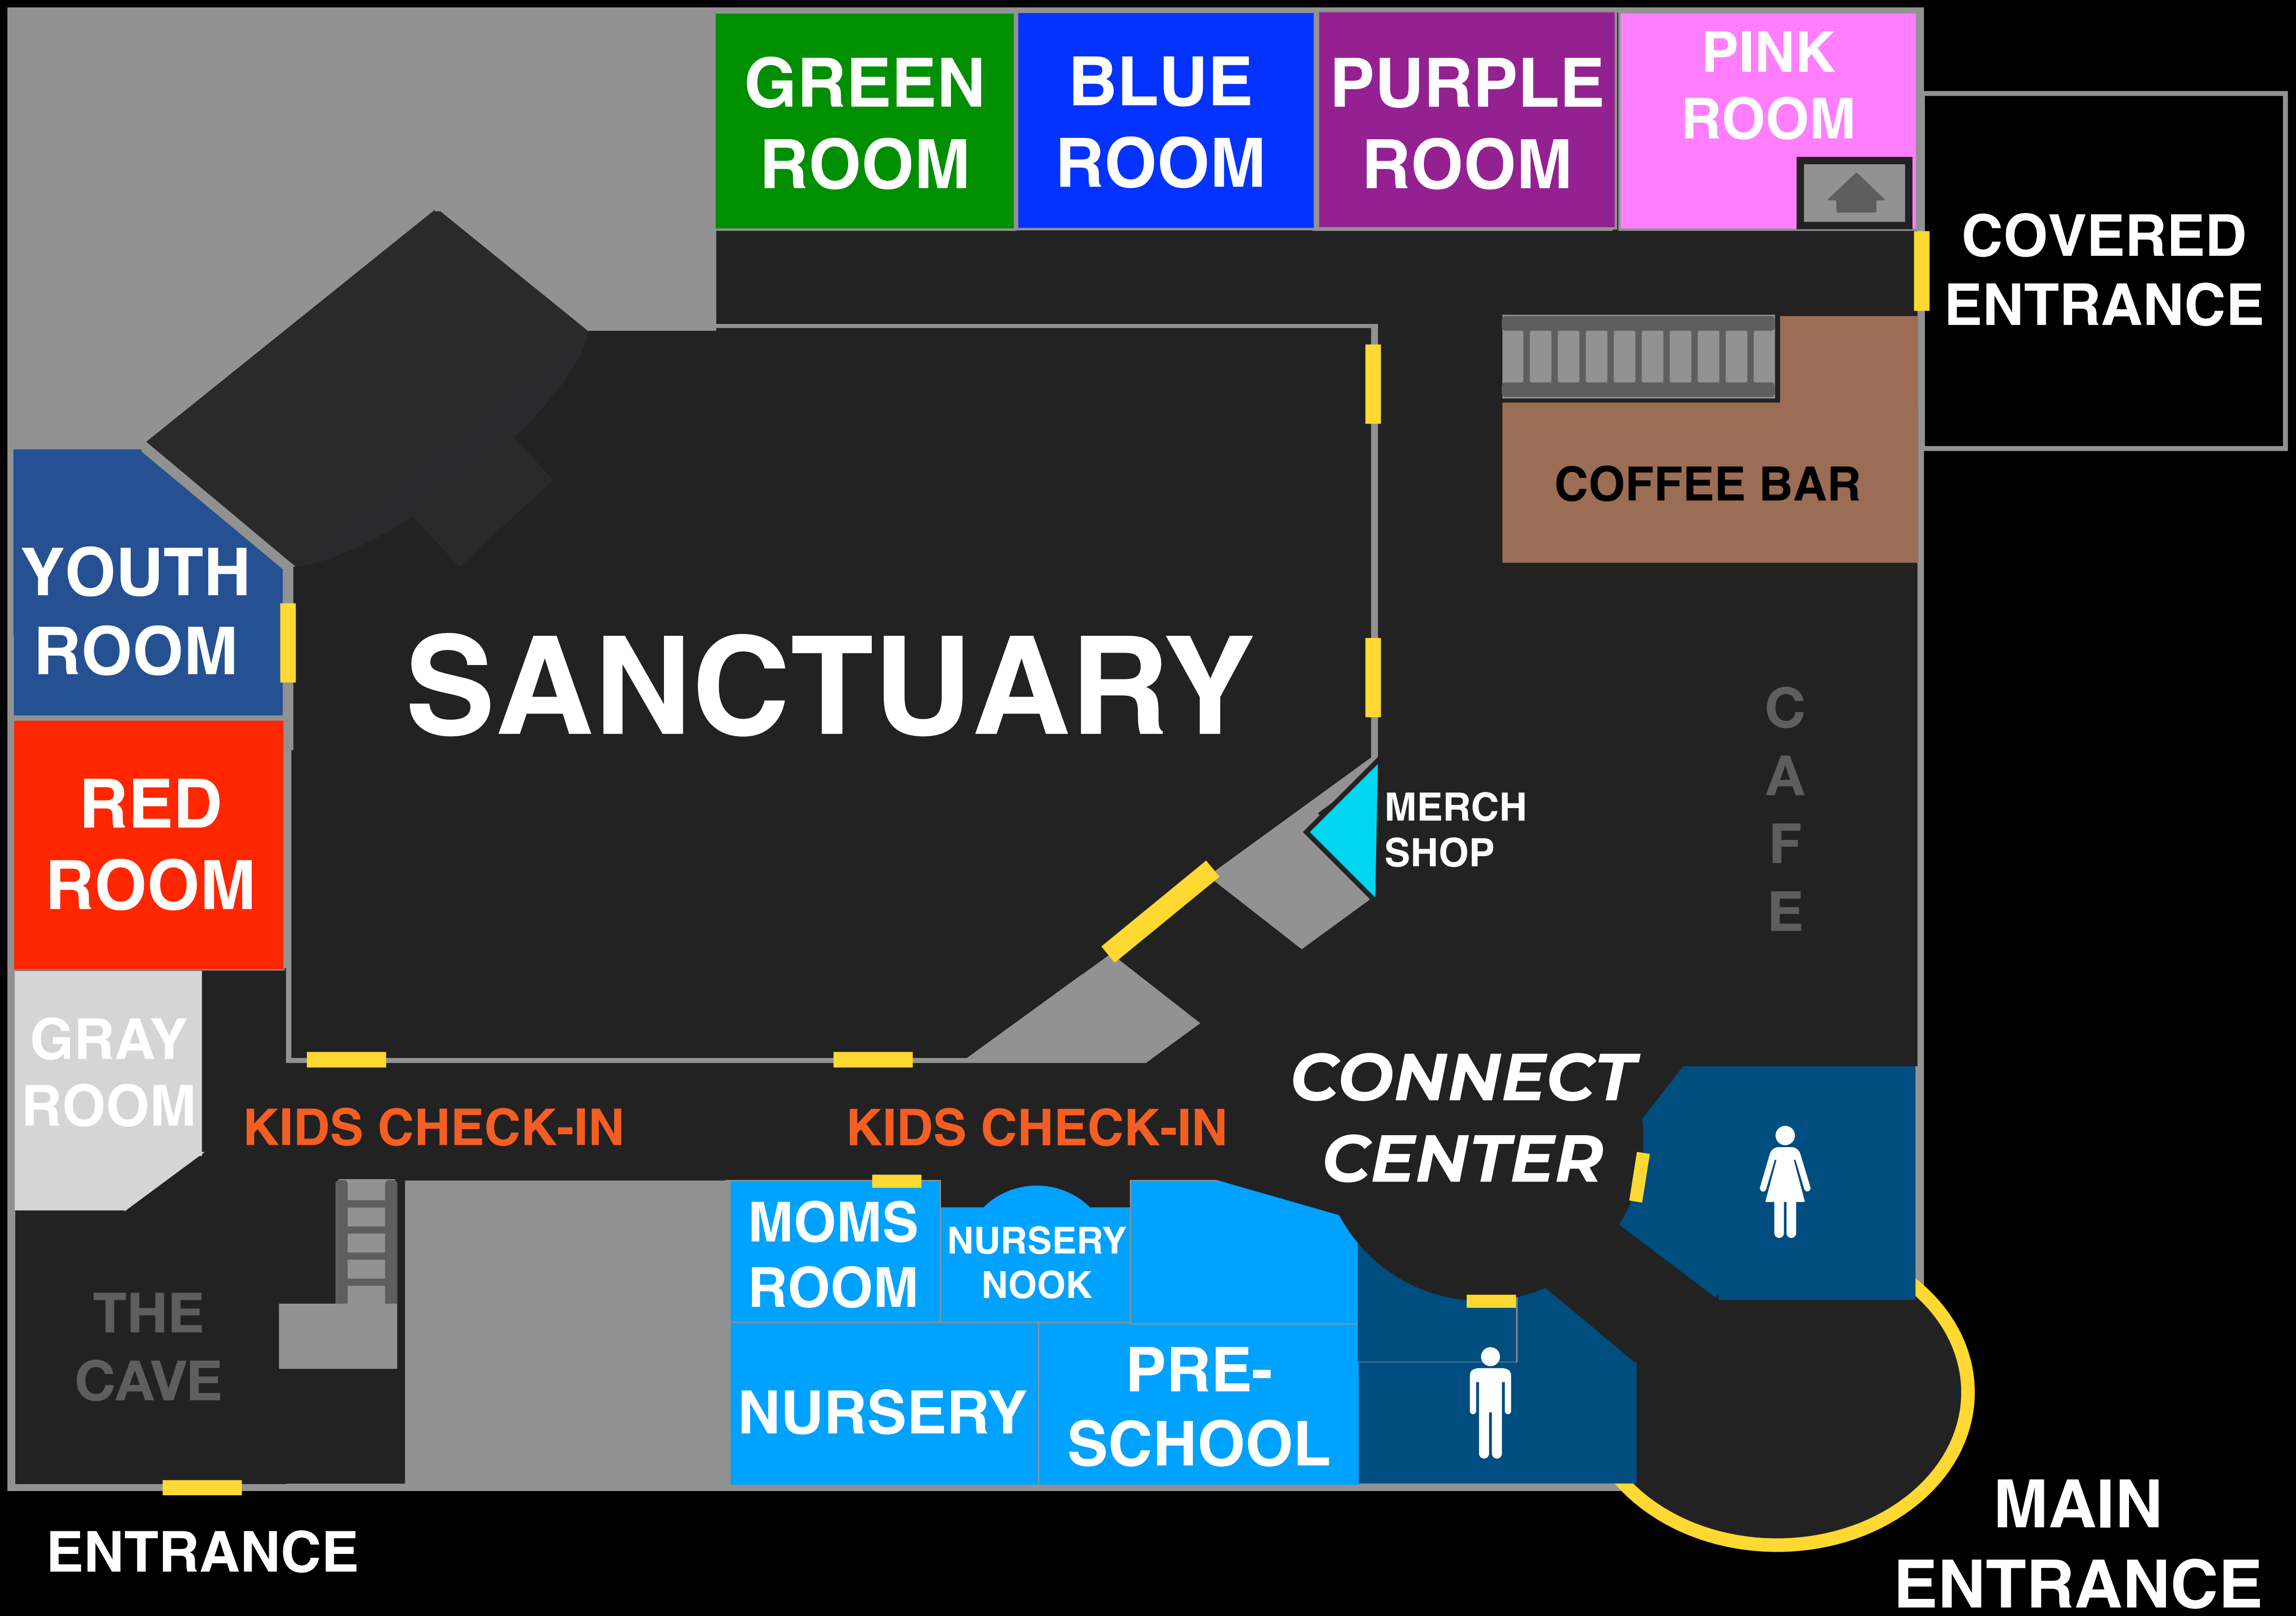 GREEN
ROOM
BLUE
ROOM
PURPLE
ROOM
PINK
ROOM
COVERED
ENTRANCE
COFFEE BAR
YOUTH
ROOM
SANCTUARY
RED
ROOM
MERCH
SHOP
C
A
F
E
GRAY
ROOM
KIDS CHECK-IN
KIDS CHECK-IN
CONNECT
CENTER
MOMS
ROOM
NURSERY
NOOK
THE
CAVE
NURSERY
PRE-
SCHOOL
ENTRANCE
MAIN
ENTRANCE